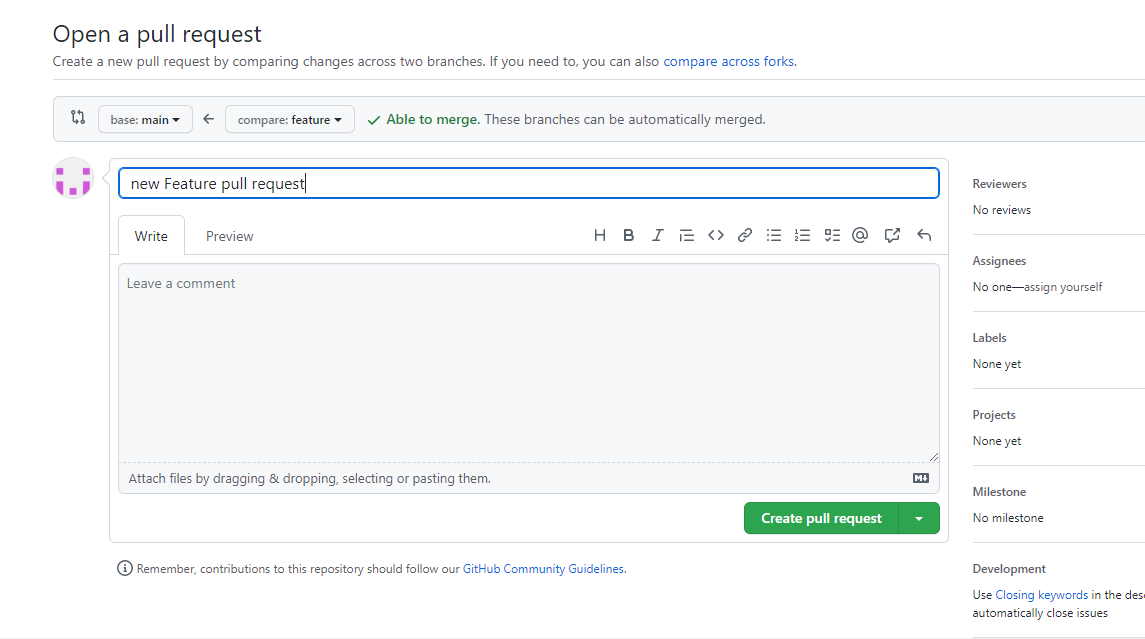 Open a pull request
Create a new pull request by comparing changes across two branches. If you need to, you can also compare across forks.
base: main
compare: feature
Able to merge. These branches can be automatically merged.
new Feature pull request
Write
Preview
Leave a comment
Attach files by dragging & dropping, selecting or pasting them.
Create pull request
Remember, contributions to this repository should follow our GitHub Community Guidelines.
Reviewers
No reviews
Assignees
No one—assign yourself
Labels
None yet
Projects
None yet
Milestone
No milestone
Development
Use Closing keywords in the
automatically close issues